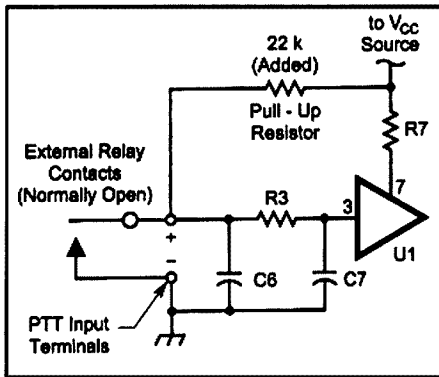 to VCC
Source
22 k
(Added)
Pull - Up
Resistor
R7
External Relay
Contacts
(Normally Open)
R3
3
7
U1
+
-
C6
C7
PTT Input
Terminals